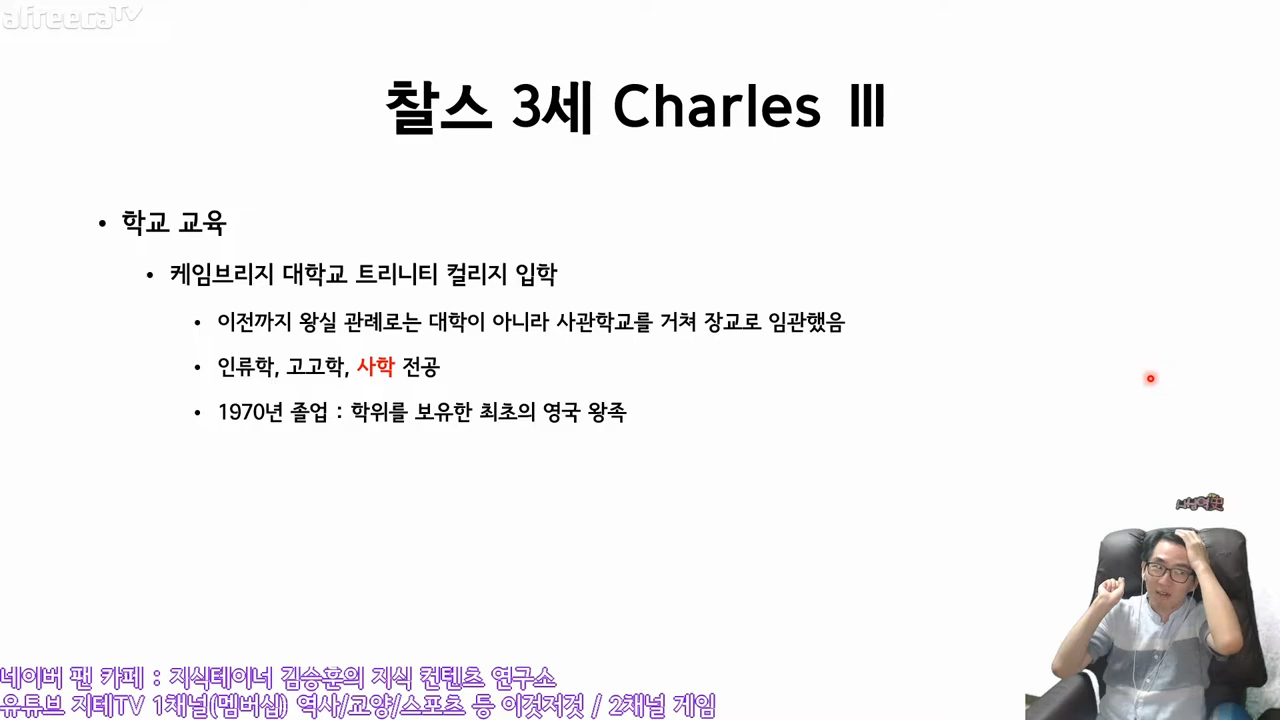 afreecaTV
찰스 3세 Charles Ⅲ
• 학교 교육
• 케임브리지 대학교 트리니티 컬리지 입학
• 이전까지 왕실 관례로는 대학이 아니라 사관학교를 거쳐 장교로 임관했음
• 인류학, 고고학, 사학 전공
• 1970년 졸업 : 학위를 보유한 최초의 영국 왕족
네이버 팬 카페 : 지식테이너 김승훈의 지식 컨텐츠 연구소
유튜브 지테TV 1채널(멤버십) 역사/교양/스포츠 등 이것저것 / 2채널 게임